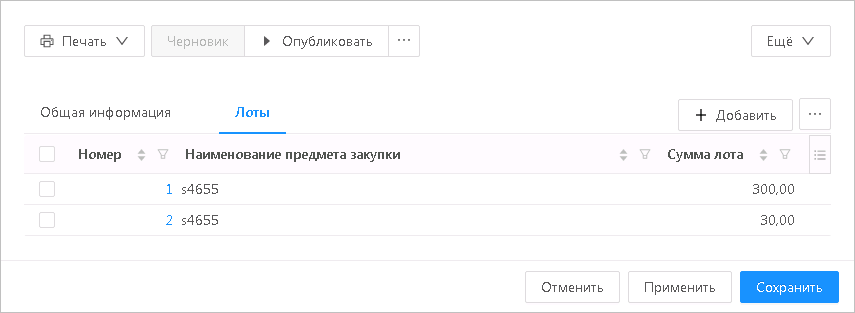 Печать Черновик Опубликовать ... Ещё
Общая информация Лоты + Добавить ...
Номер Наименование предмета закупки Сумма лота
1 s4655 300,00
2 s4655 30,00
Отменить Применить Сохранить